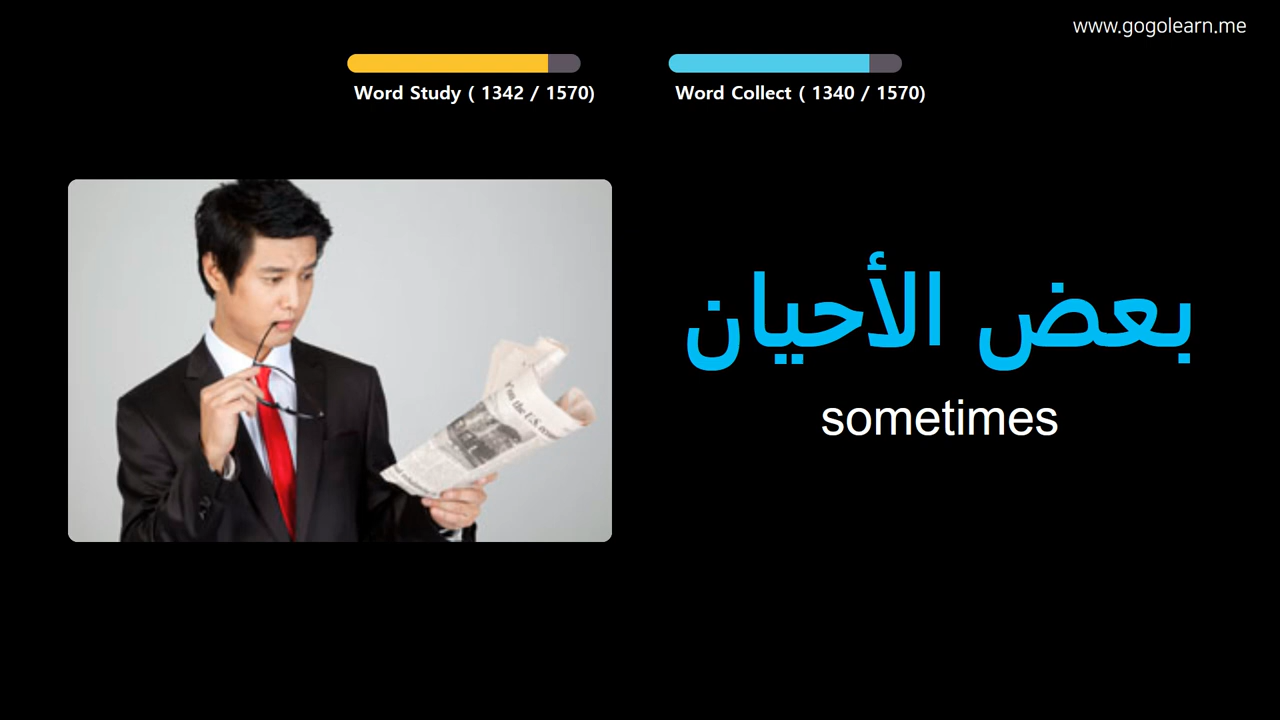 www.gogolearn.me
Word Study ( 1342 / 1570)
Word Collect ( 1340 / 1570)
بعض الأحيان
sometimes